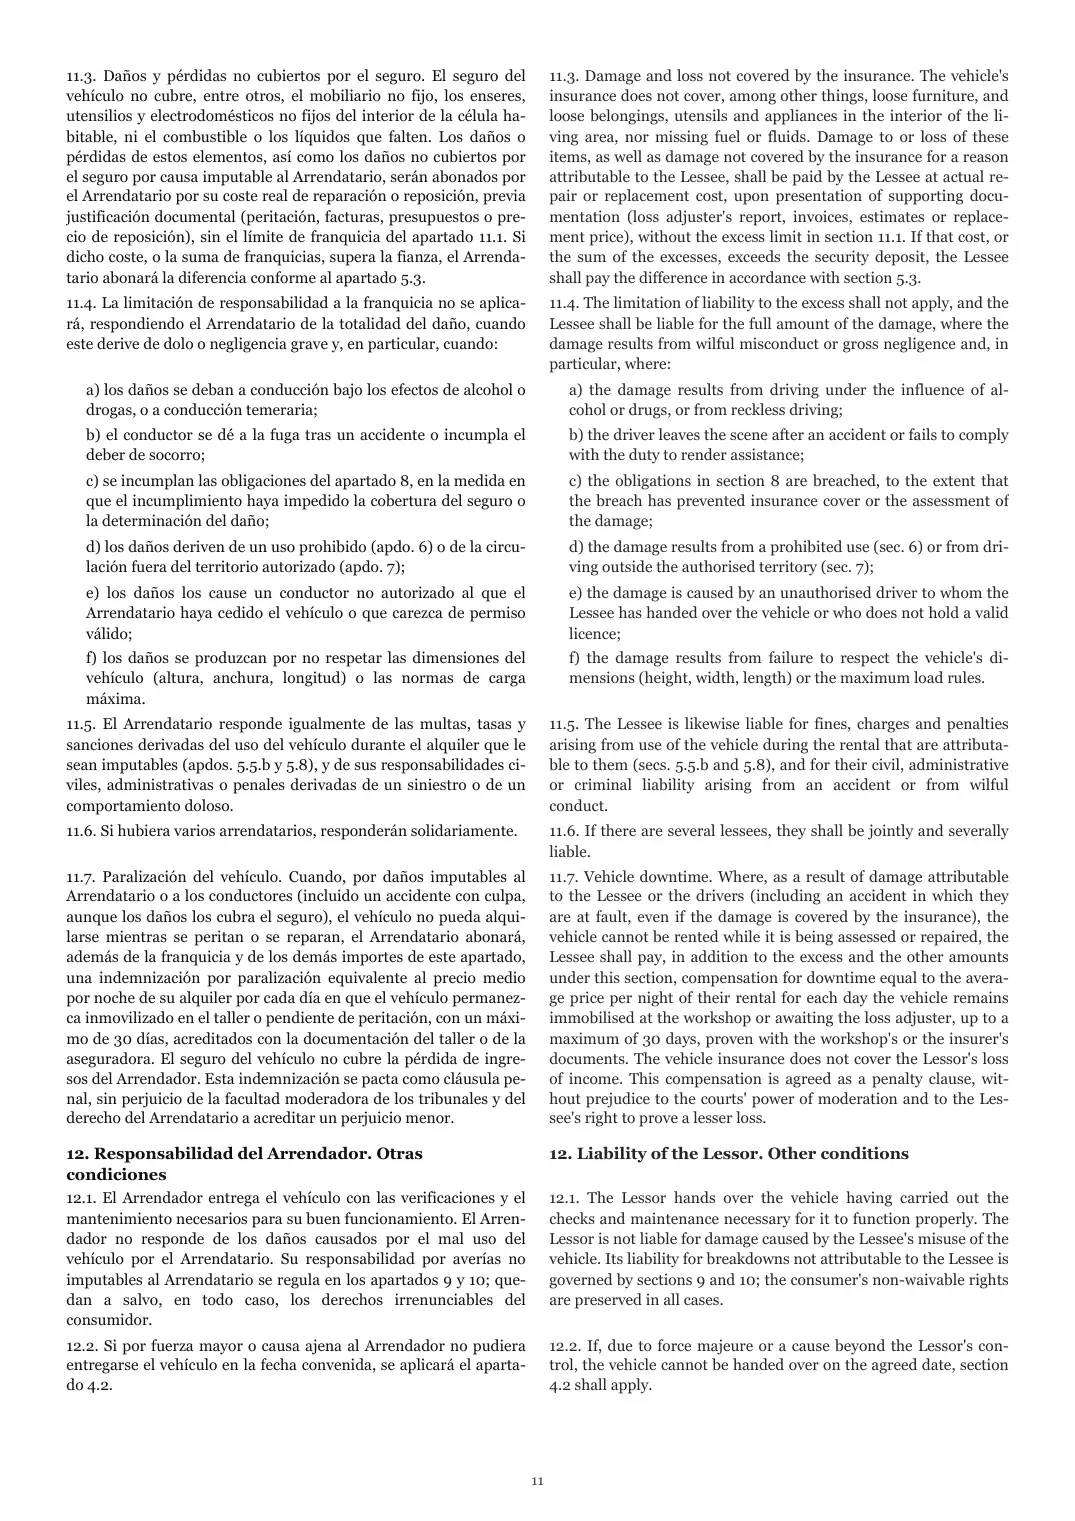 11.3. Daños y pérdidas no cubiertos por el seguro. El seguro del
vehículo no cubre, entre otros, el mobiliario no fijo, los enseres,
utensilios y electrodomésticos no fijos del interior de la célula ha-
bitable, ni el combustible o los líquidos que falten. Los daños o
pérdidas de estos elementos, así como los daños no cubiertos por
el seguro por causa imputable al Arrendatario, serán abonados por
el Arrendatario por su coste real de reparación o reposición, previa
justificación documental (peritación, facturas, presupuestos o pre-
cio de reposición), sin el límite de franquicia del apartado 11.1. Si
dicho coste, o la suma de franquicias, supera la fianza, el Arrenda-
tario abonará la diferencia conforme al apartado 5.3.
11.4. La limitación de responsabilidad a la franquicia no se aplica-
rá, respondiendo el Arrendatario de la totalidad del daño, cuando
este derive de dolo o negligencia grave y, en particular, cuando:
a) los daños se deban a conducción bajo los efectos de alcohol o
drogas, o a conducción temeraria;
b) el conductor se dé a la fuga tras un accidente o incumpla el
deber de socorro;
c) se incumplan las obligaciones del apartado 8, en la medida en
que el incumplimiento haya impedido la cobertura del seguro o
la determinación del daño;
d) los daños deriven de un uso prohibido (apdo. 6) o de la circu-
lación fuera del territorio autorizado (apdo. 7);
e) los daños los cause un conductor no autorizado al que el
Arrendatario haya cedido el vehículo o que carezca de permiso
válido;
f) los daños se produzcan por no respetar las dimensiones del
vehículo (altura, anchura, longitud) o las normas de carga
máxima.
11.5. El Arrendatario responde igualmente de las multas, tasas y
sanciones derivadas del uso del vehículo durante el alquiler que le
sean imputables (apdos. 5.5.b y 5.8), y de sus responsabilidades ci-
viles, administrativas o penales derivadas de un siniestro o de un
comportamiento doloso.
11.6. Si hubiera varios arrendatarios, responderán solidariamente.
11.7. Paralización del vehículo. Cuando, por daños imputables al
Arrendatario o a los conductores (incluido un accidente con culpa,
aunque los daños los cubra el seguro), el vehículo no pueda alqui-
larse mientras se peritan o se reparan, el Arrendatario abonará,
además de la franquicia y de los demás importes de este apartado,
una indemnización por paralización equivalente al precio medio
por noche de su alquiler por cada día en que el vehículo permanez-
ca inmovilizado en el taller o pendiente de peritación, con un máxi-
mo de 30 días, acreditados con la documentación del taller o de la
aseguradora. El seguro del vehículo no cubre la pérdida de ingre-
sos del Arrendador. Esta indemnización se pacta como cláusula pe-
nal, sin perjuicio de la facultad moderadora de los tribunales y del
derecho del Arrendatario a acreditar un perjuicio menor.
12. Responsabilidad del Arrendador. Otras
condiciones
12.1. El Arrendador entrega el vehículo con las verificaciones y el
mantenimiento necesarios para su buen funcionamiento. El Arren-
dador no responde de los daños causados por el mal uso del
vehículo por el Arrendatario. Su responsabilidad por averías no
imputables al Arrendatario se regula en los apartados 9 y 10; que-
dan a salvo, en todo caso, los derechos irrenunciables del
consumidor.
12.2. Si por fuerza mayor o causa ajena al Arrendador no pudiera
entregarse el vehículo en la fecha convenida, se aplicará el aparta-
do 4.2.
11.3. Damage and loss not covered by the insurance. The vehicle's
insurance does not cover, among other things, loose furniture, and
loose belongings, utensils and appliances in the interior of the li-
ving area, nor missing fuel or fluids. Damage to or loss of these
items, as well as damage not covered by the insurance for a reason
attributable to the Lessee, shall be paid by the Lessee at actual re-
pair or replacement cost, upon presentation of supporting docu-
mentation (loss adjuster's report, invoices, estimates or replace-
ment price), without the excess limit in section 11.1. If that cost, or
the sum of the excesses, exceeds the security deposit, the Lessee
shall pay the difference in accordance with section 5.3.
11.4. The limitation of liability to the excess shall not apply, and the
Lessee shall be liable for the full amount of the damage, where the
damage results from wilful misconduct or gross negligence and, in
particular, where:
a) the damage results from driving under the influence of al-
cohol or drugs, or from reckless driving;
b) the driver leaves the scene after an accident or fails to comply
with the duty to render assistance;
c) the obligations in section 8 are breached, to the extent that
the breach has prevented insurance cover or the assessment of
the damage;
d) the damage results from a prohibited use (sec. 6) or from dri-
ving outside the authorised territory (sec. 7);
e) the damage is caused by an unauthorised driver to whom the
Lessee has handed over the vehicle or who does not hold a valid
licence;
f) the damage results from failure to respect the vehicle's di-
mensions (height, width, length) or the maximum load rules.
11.5. The Lessee is likewise liable for fines, charges and penalties
arising from use of the vehicle during the rental that are attributa-
ble to them (secs. 5.5.b and 5.8), and for their civil, administrative
or criminal liability arising from an accident or from wilful
conduct.
11.6. If there are several lessees, they shall be jointly and severally
liable.
11.7. Vehicle downtime. Where, as a result of damage attributable
to the Lessee or the drivers (including an accident in which they
are at fault, even if the damage is covered by the insurance), the
vehicle cannot be rented while it is being assessed or repaired, the
Lessee shall pay, in addition to the excess and the other amounts
under this section, compensation for downtime equal to the avera-
ge price per night of their rental for each day the vehicle remains
immobilised at the workshop or awaiting the loss adjuster, up to a
maximum of 30 days, proven with the workshop's or the insurer's
documents. The vehicle insurance does not cover the Lessor's loss
of income. This compensation is agreed as a penalty clause, wit-
hout prejudice to the courts' power of moderation and to the Les-
see's right to prove a lesser loss.
12. Liability of the Lessor. Other conditions
12.1. The Lessor hands over the vehicle having carried out the
checks and maintenance necessary for it to function properly. The
Lessor is not liable for damage caused by the Lessee's misuse of the
vehicle. Its liability for breakdowns not attributable to the Lessee is
governed by sections 9 and 10; the consumer's non-waivable rights
are preserved in all cases.
12.2. If, due to force majeure or a cause beyond the Lessor's con-
trol, the vehicle cannot be handed over on the agreed date, section
4.2 shall apply.
11